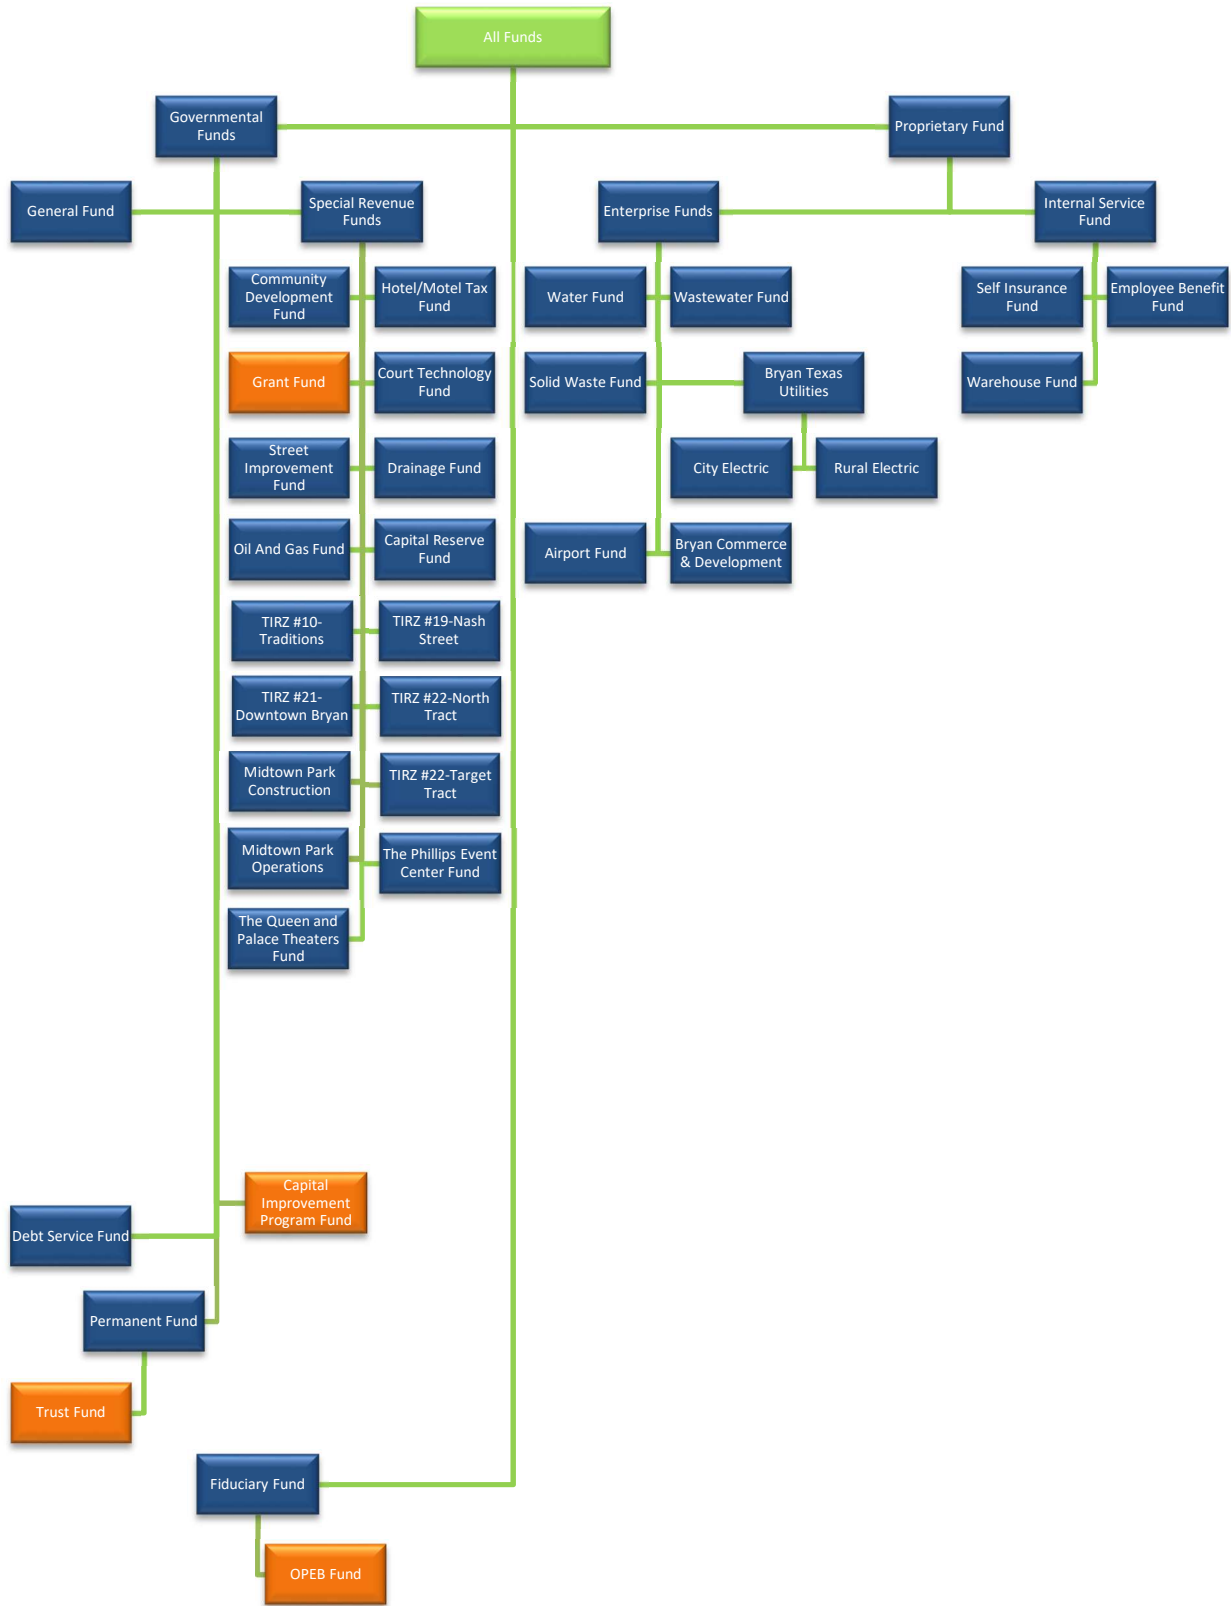 All Funds
Governmental
Funds
Proprietary Fund
General Fund
Special Revenue
Funds
Enterprise Funds
Internal Service
Fund
Community
Development
Fund
Hotel/Motel Tax
Fund
Water Fund
Wastewater Fund
Self Insurance
Fund
Employee Benefit
Fund
Grant Fund
Court Technology
Fund
Solid Waste Fund
Bryan Texas
Utilities
Warehouse Fund
Street
Improvement
Fund
Drainage Fund
City Electric
Rural Electric
Oil And Gas Fund
Capital Reserve
Fund
Airport Fund
Bryan Commerce
& Development
TIRZ #10-
Traditions
TIRZ #19-Nash
Street
TIRZ #21-
Downtown Bryan
TIRZ #22-North
Tract
Midtown Park
Construction
TIRZ #22-Target
Tract
Midtown Park
Operations
The Phillips Event
Center Fund
The Queen and
Palace Theaters
Fund
Capital
Improvement
Program Fund
Debt Service Fund
Permanent Fund
Trust Fund
Fiduciary Fund
OPEB Fund